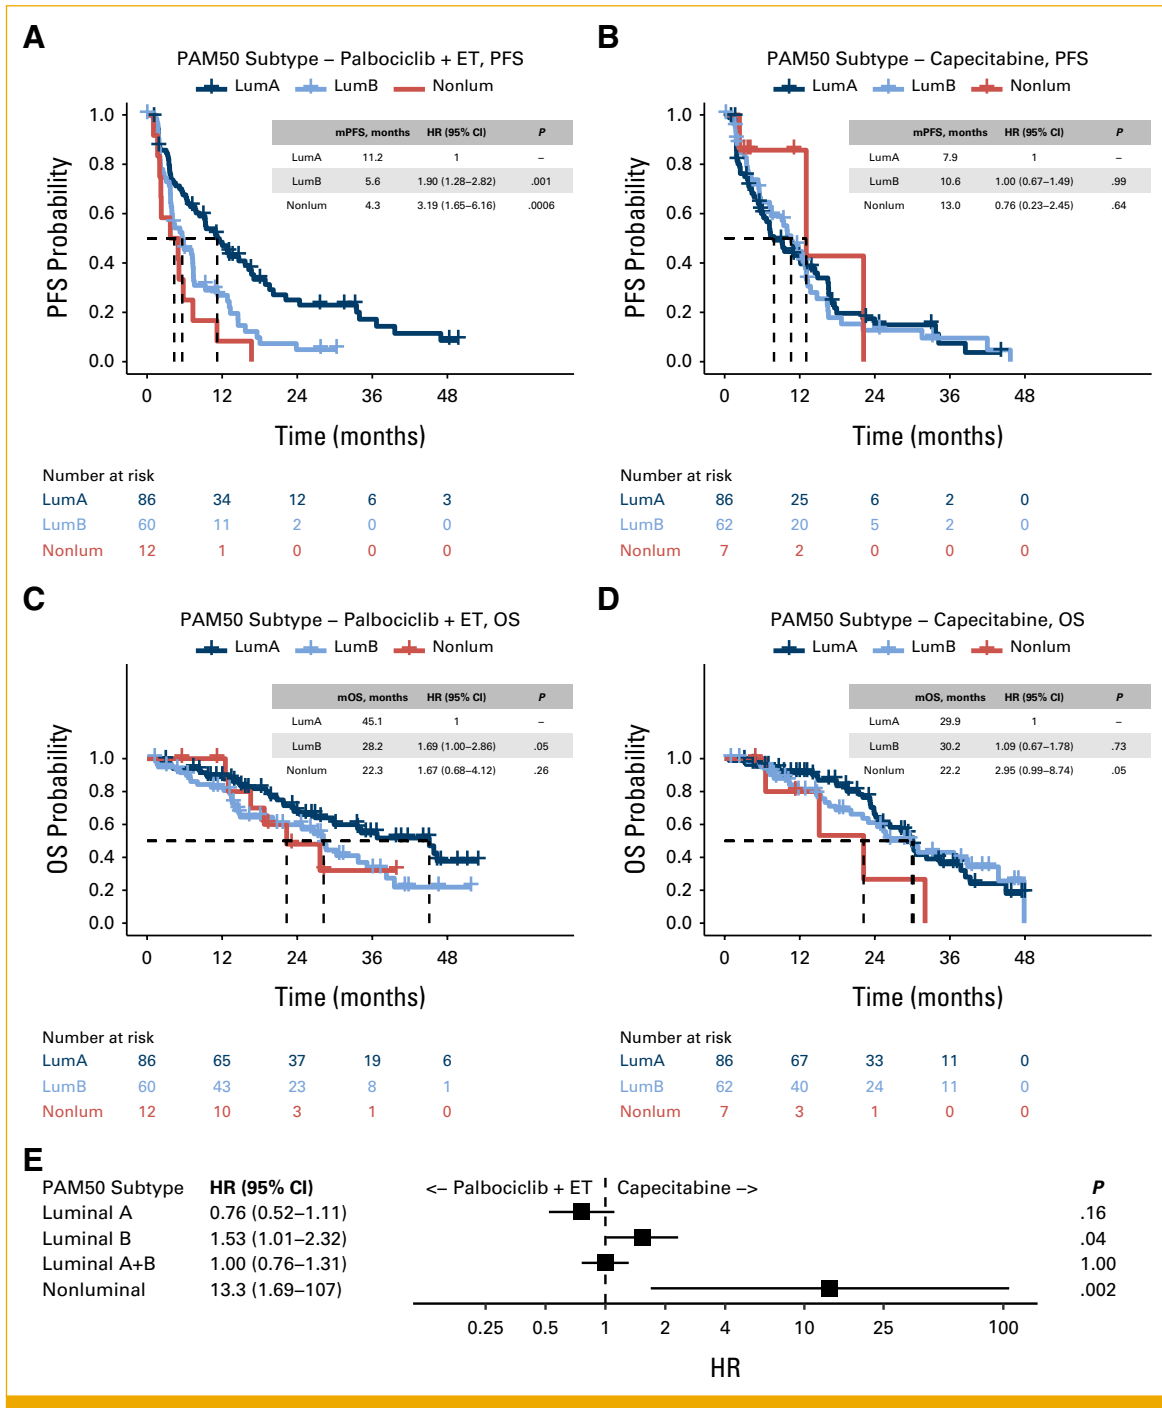 A
PAM50 Subtype – Palbociclib + ET, PFS
LumA LumB Nonlum
mPFS, months HR (95% CI) P
LumA 11.2 1 –
LumB 5.6 1.90 (1.28–2.82) .001
Nonlum 4.3 3.19 (1.65–6.16) .0006
PFS Probability
1.0
0.8
0.6
0.4
0.2
0.0
0 12 24 36 48
Time (months)
Number at risk
LumA 86 34 12 6 3
LumB 60 11 2 0 0
Nonlum 12 1 0 0 0
B
PAM50 Subtype – Capecitabine, PFS
LumA LumB Nonlum
mPFS, months HR (95% CI) P
LumA 7.9 1 –
LumB 10.6 1.00 (0.67–1.49) .99
Nonlum 13.0 0.76 (0.23–2.45) .64
PFS Probability
1.0
0.8
0.6
0.4
0.2
0.0
0 12 24 36 48
Time (months)
Number at risk
LumA 86 25 6 2 0
LumB 62 20 5 2 0
Nonlum 7 2 0 0 0
C
PAM50 Subtype – Palbociclib + ET, OS
LumA LumB Nonlum
mOS, months HR (95% CI) P
LumA 45.1 1 –
LumB 28.2 1.69 (1.00–2.86) .05
Nonlum 22.3 1.67 (0.68–4.12) .26
OS Probability
1.0
0.8
0.6
0.4
0.2
0.0
0 12 24 36 48
Time (months)
Number at risk
LumA 86 65 37 19 6
LumB 60 43 23 8 1
Nonlum 12 10 3 1 0
D
PAM50 Subtype – Capecitabine, OS
LumA LumB Nonlum
mOS, months HR (95% CI) P
LumA 29.9 1 –
LumB 30.2 1.09 (0.67–1.78) .73
Nonlum 22.2 2.95 (0.99–8.74) .05
OS Probability
1.0
0.8
0.6
0.4
0.2
0.0
0 12 24 36 48
Time (months)
Number at risk
LumA 86 67 33 11 0
LumB 62 40 24 11 0
Nonlum 7 3 1 0 0
E
PAM50 Subtype HR (95% CI) <– Palbociclib + ET Capecitabine –> P
Luminal A 0.76 (0.52–1.11) .16
Luminal B 1.53 (1.01–2.32) .04
Luminal A+B 1.00 (0.76–1.31) 1.00
Nonluminal 13.3 (1.69–107) .002
0.25 0.5 1 2 4 10 25 100
HR